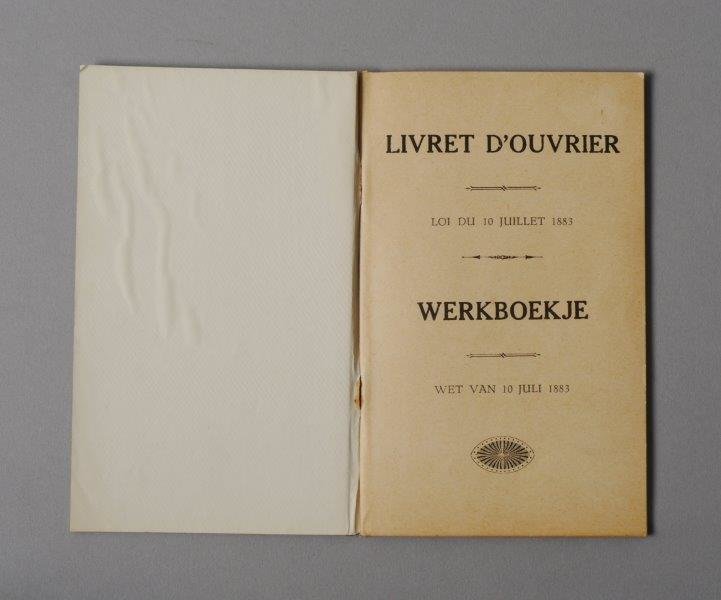 LIVRET D'OUVRIER
LOI DU 10 JUILLET 1883
WERKBOEKJE
WET VAN 10 JULI 1883